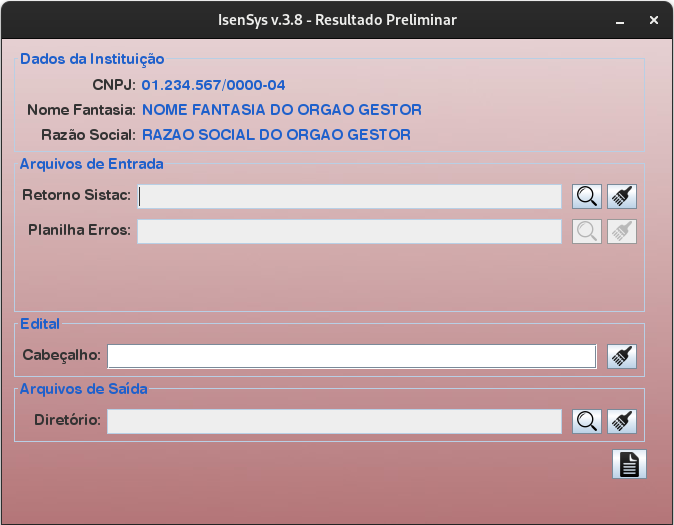 IsenSys v.3.8 - Resultado Preliminar
Dados da Instituição
CNPJ: 01.234.567/0000-04
Nome Fantasia: NOME FANTASIA DO ORGAO GESTOR
Razão Social: RAZAO SOCIAL DO ORGAO GESTOR
Arquivos de Entrada
Retorno Sistac:
Planilha Erros:
Edital
Cabeçalho:
Arquivos de Saída
Diretório: